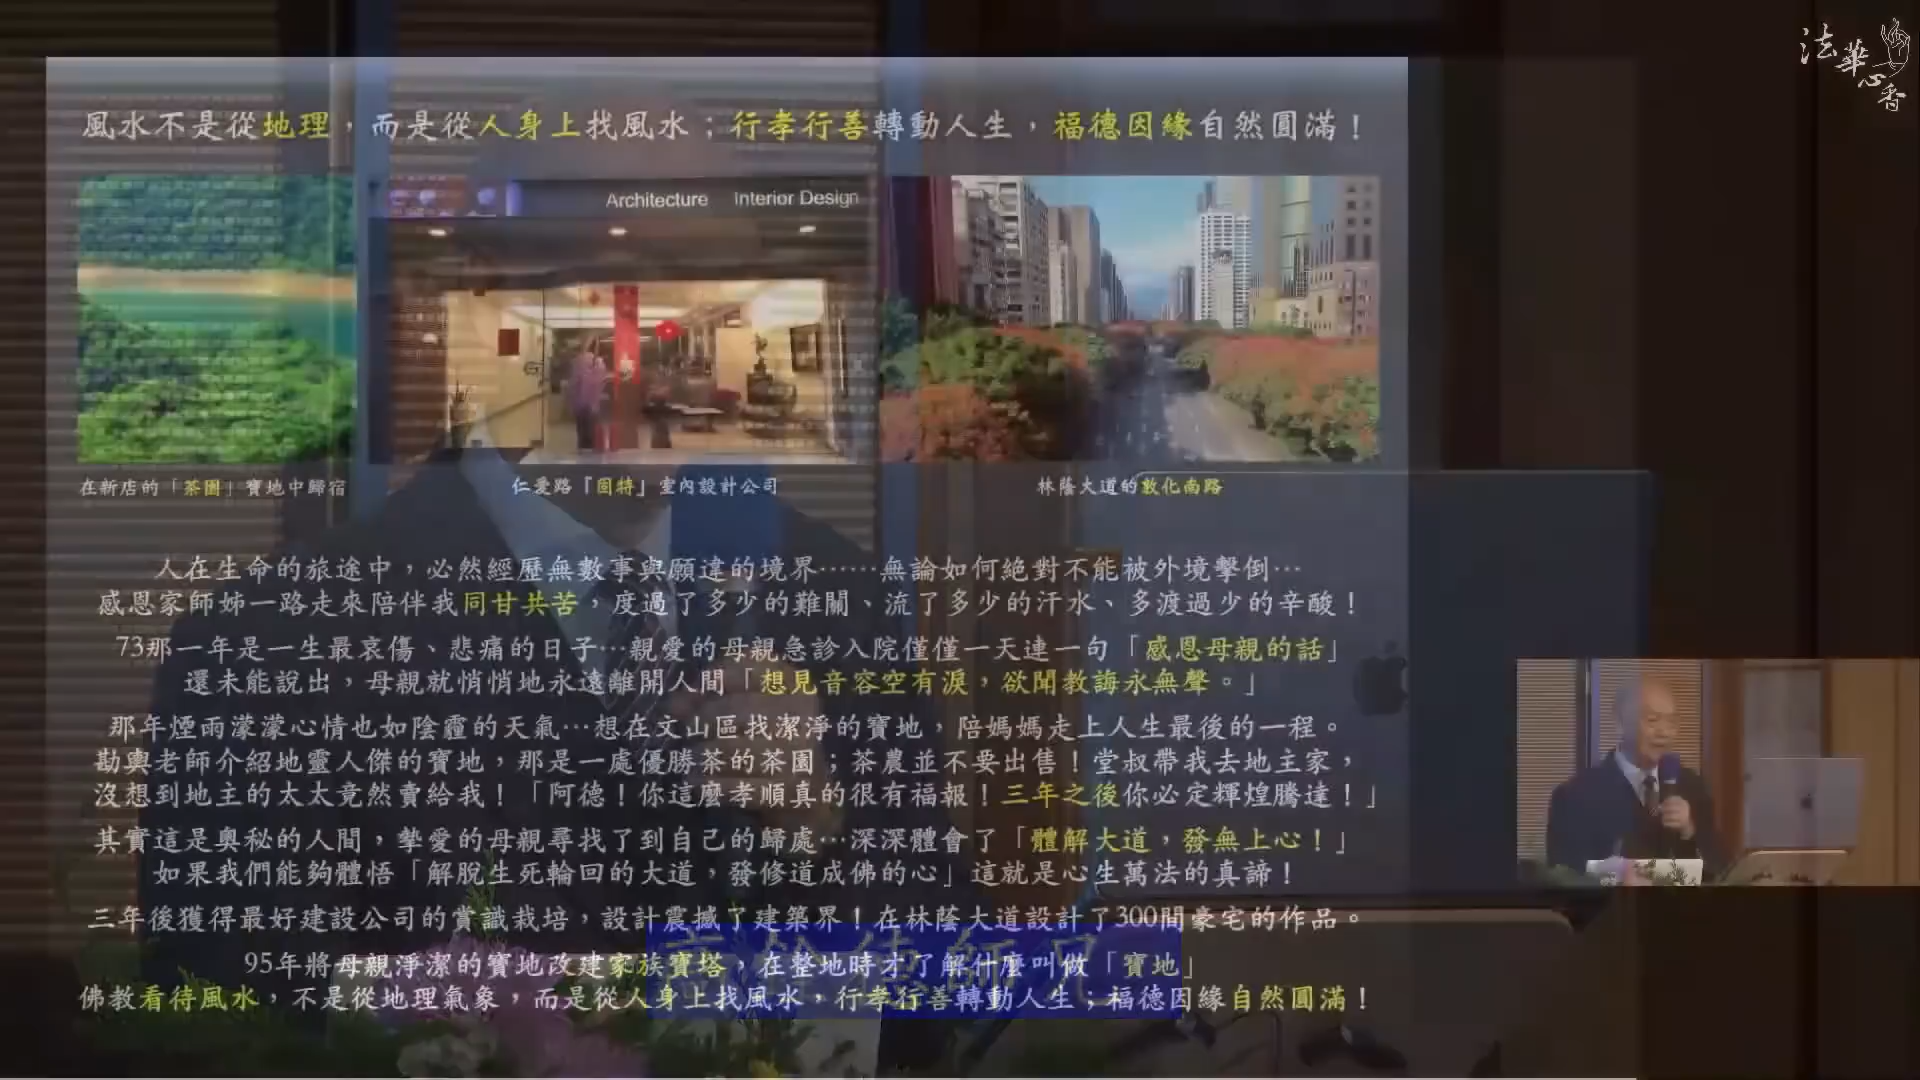 法華心香
風水不是從地理，而是從人身上找風水；行孝行善轉動人生，福德因緣自然圓滿！
Architecture Interior Design
在新店的「茶園」寶地中歸宿
仁愛路『固特』室內設計公司
林蔭大道的敦化南路
人在生命的旅途中，必然經歷無數事與願違的境界……無論如何絕對不能被外境擊倒…
感恩家師姊一路走來陪伴我同甘共苦，度過了多少的難關、流了多少的汗水、多渡過少的辛酸！
73那一年是一生最哀傷、悲痛的日子…親愛的母親急診入院僅僅一天連一句「感恩母親的話」
還未能說出，母親就悄悄地永遠離開人間「想見音容空有淚，欲聞教誨永無聲。」
那年煙雨濛濛心情也如陰霾的天氣…想在文山區找潔淨的寶地，陪媽媽走上人生最後的一程。
勘輿老師介紹地靈人傑的寶地，那是一處優勝茶的茶園；茶農並不要出售！堂叔帶我去地主家，
沒想到地主的太太竟然賣給我！「阿德！你這麼孝順真的很有福報！三年之後你必定輝煌騰達！」
其實這是奧秘的人間，摯愛的母親尋找了到自己的歸處…深深體會了「體解大道，發無上心！」
如果我們能夠體悟「解脫生死輪回的大道，發修道成佛的心」這就是心生萬法的真諦！
三年後獲得最好建設公司的賞識栽培，設計震撼了建築界！在林蔭大道設計了300間豪宅的作品。
95年將母親淨潔的寶地改建家族寶塔，在整地時才了解什麼叫做「寶地」
佛教看待風水，不是從地理氣象，而是從人身上找風水，行孝行善轉動人生；福德因緣自然圓滿！